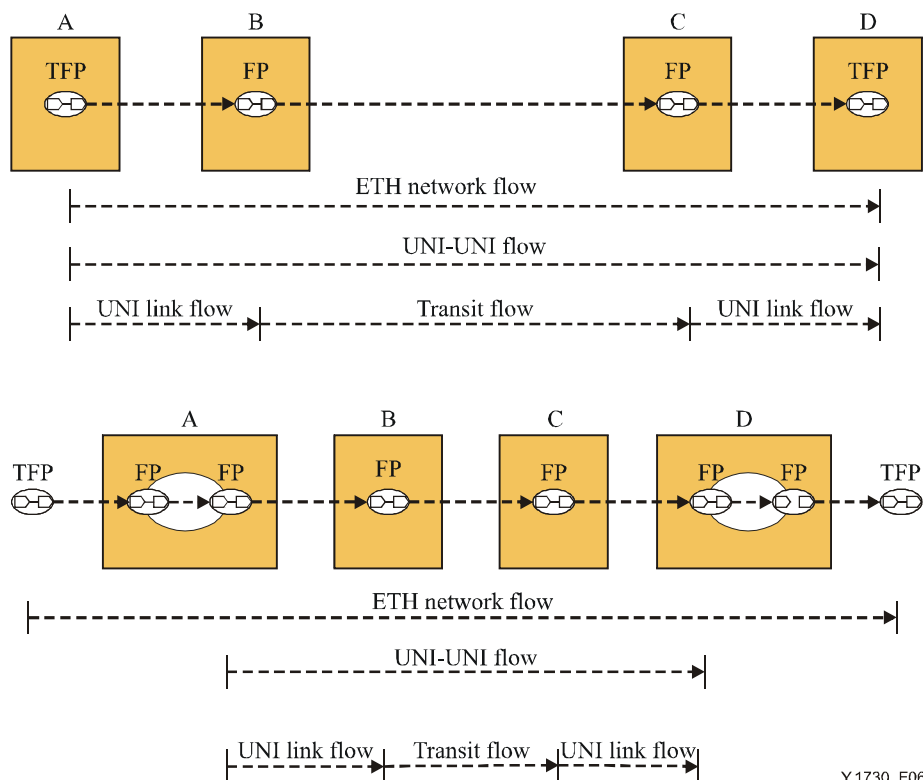 A B C D
TFP FP FP TFP
ETH network flow
UNI-UNI flow
UNI link flow Transit flow UNI link flow
A B C D
TFP FP FP FP FP FP FP TFP
ETH network flow
UNI-UNI flow
UNI link flow Transit flow UNI link flow